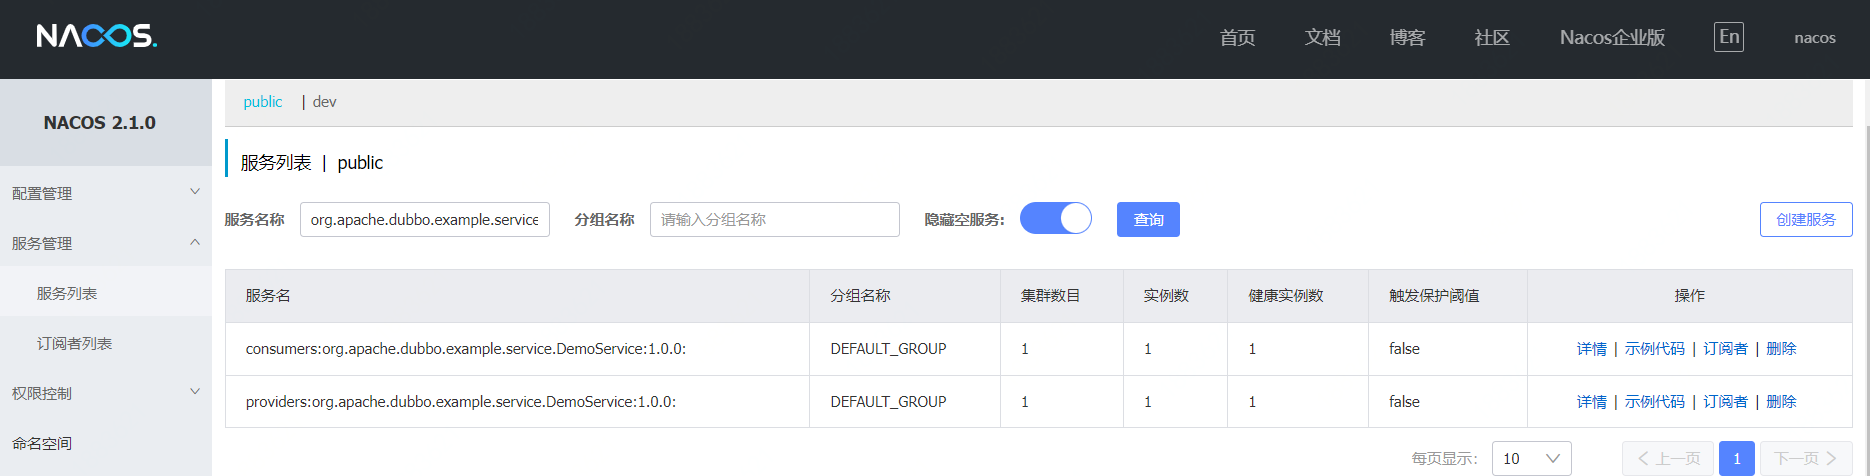 NACOS.
首页 文档 博客 社区 Nacos企业版 En nacos
NACOS 2.1.0
配置管理
服务管理
服务列表
订阅者列表
权限控制
命名空间
public | dev
服务列表 | public
服务名称 org.apache.dubbo.example.service 分组名称 请输入分组名称 隐藏空服务: 查询 创建服务
服务名 分组名称 集群数目 实例数 健康实例数 触发保护阈值 操作
consumers:org.apache.dubbo.example.service.DemoService:1.0.0: DEFAULT_GROUP 1 1 1 false 详情 | 示例代码 | 订阅者 | 删除
providers:org.apache.dubbo.example.service.DemoService:1.0.0: DEFAULT_GROUP 1 1 1 false 详情 | 示例代码 | 订阅者 | 删除
每页显示: 10 上一页 1 下一页